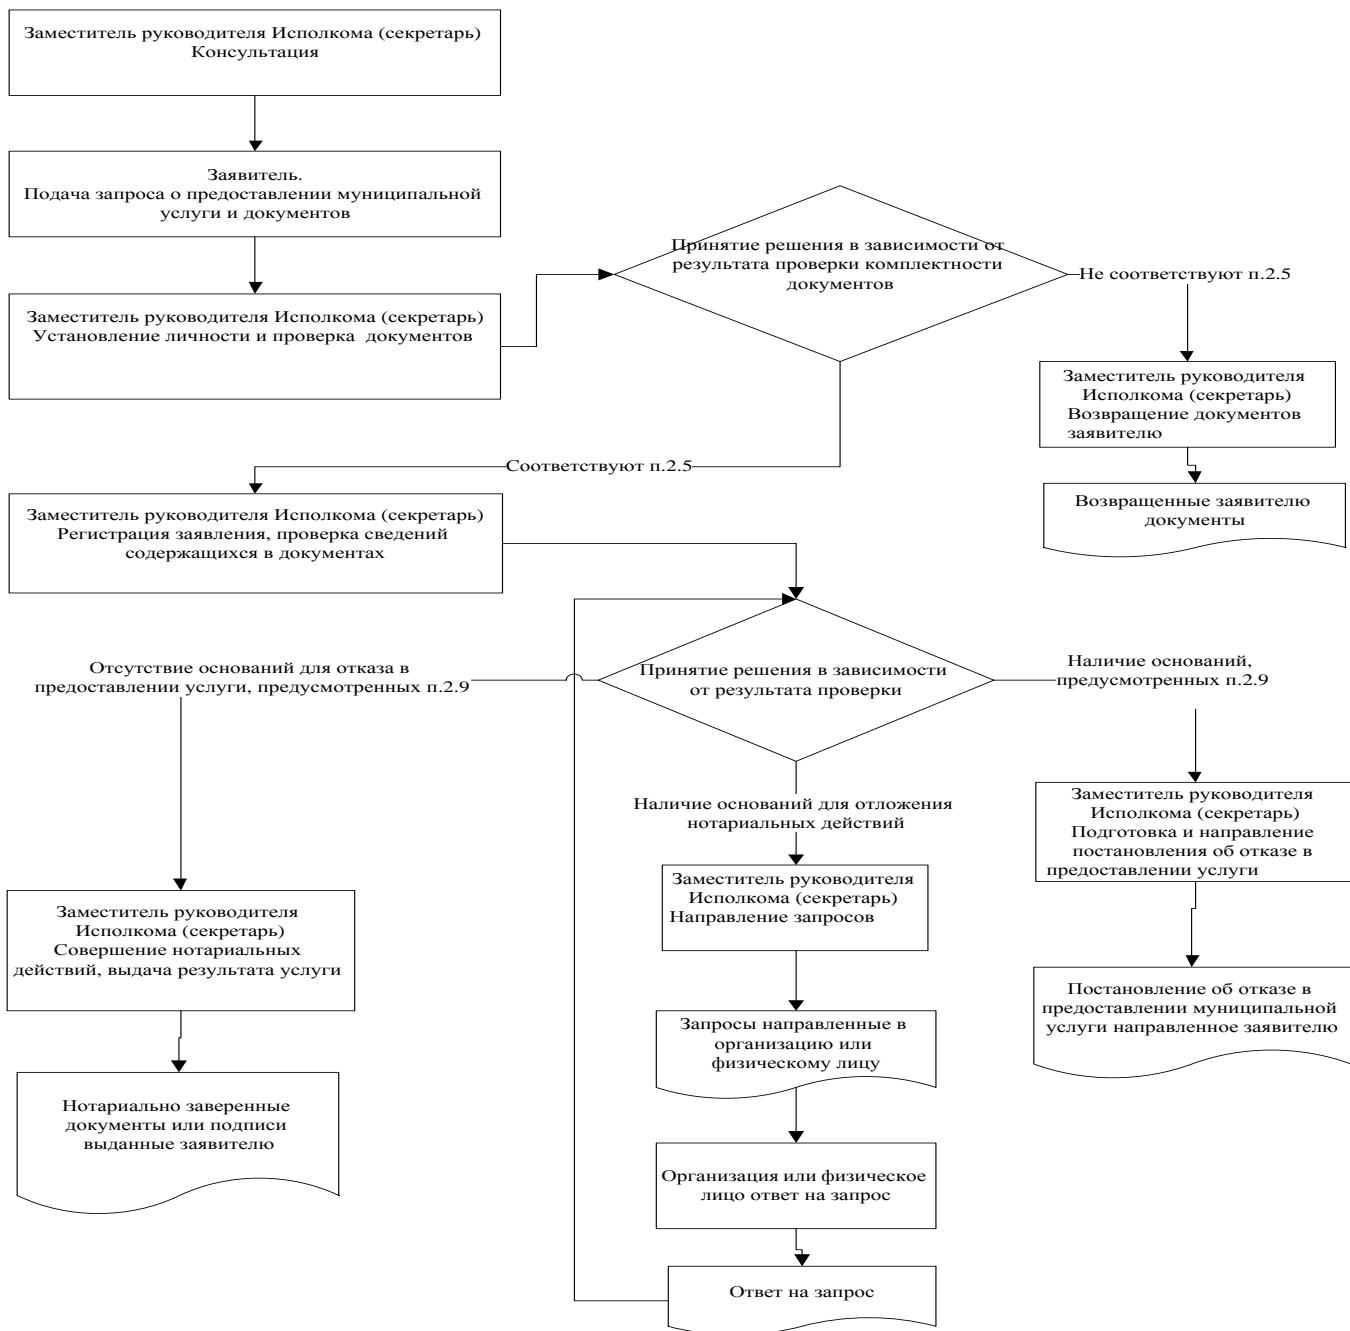 Заместитель руководителя Исполкома (секретарь)
Консультация
Заявитель.
Подача запроса о предоставлении муниципальной
услуги и документов
Принятие решения в зависимости от
результата проверки комплектности
документов
Не соответствуют п.2.5
Заместитель руководителя Исполкома (секретарь)
Установление личности и проверка документов
Заместитель руководителя
Исполкома (секретарь)
Возвращение документов
заявителю
Соответствуют п.2.5
Возвращенные заявителю
документы
Заместитель руководителя Исполкома (секретарь)
Регистрация заявления, проверка сведений
содержащихся в документах
Отсутствие оснований для отказа в
предоставлении услуги, предусмотренных п.2.9
Принятие решения в зависимости
от результата проверки
Наличие оснований,
предусмотренных п.2.9
Наличие оснований для отложения
нотариальных действий
Заместитель руководителя
Исполкома (секретарь)
Подготовка и направление
постановления об отказе в
предоставлении услуги
Заместитель руководителя
Исполкома (секретарь)
Направление запросов
Заместитель руководителя
Исполкома (секретарь)
Совершение нотариальных
действий, выдача результата услуги
Постановление об отказе в
предоставлении муниципальной
услуги направленное заявителю
Запросы направленные в
организацию или
физическому лицу
Нотариально заверенные
документы или подписи
выданные заявителю
Организация или физическое
лицо ответ на запрос
Ответ на запрос